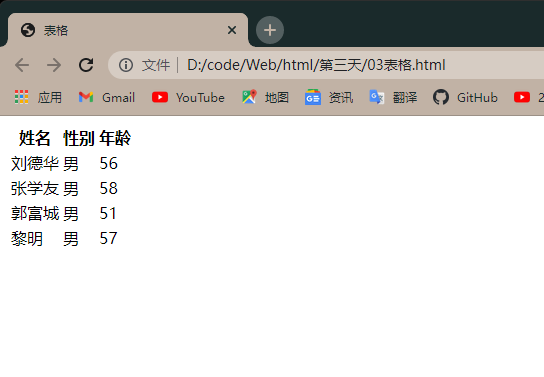 表格
文件 D:/code/Web/html/第三天/03表格.html
应用 Gmail YouTube 地图 资讯 翻译 GitHub 2
姓名 性别 年龄
刘德华 男 56
张学友 男 58
郭富城 男 51
黎明 男 57